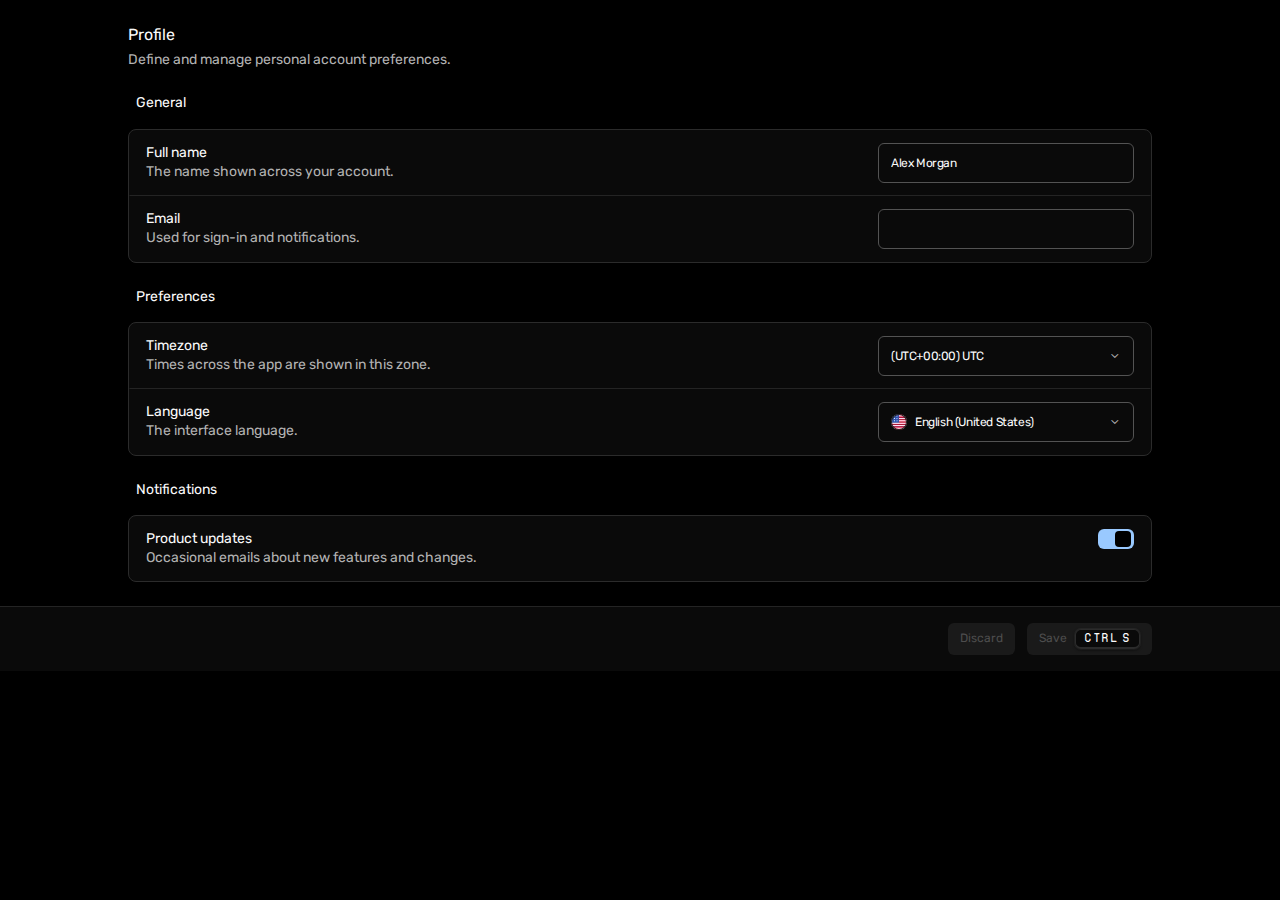 Profile
Define and manage personal account preferences.
General
Full name
The name shown across your account.
Alex Morgan
Email
Used for sign-in and notifications.
Preferences
Timezone
Times across the app are shown in this zone.
(UTC+00:00) UTC
Language
The interface language.
English (United States)
Notifications
Product updates
Occasional emails about new features and changes.
Discard
Save CTRL S